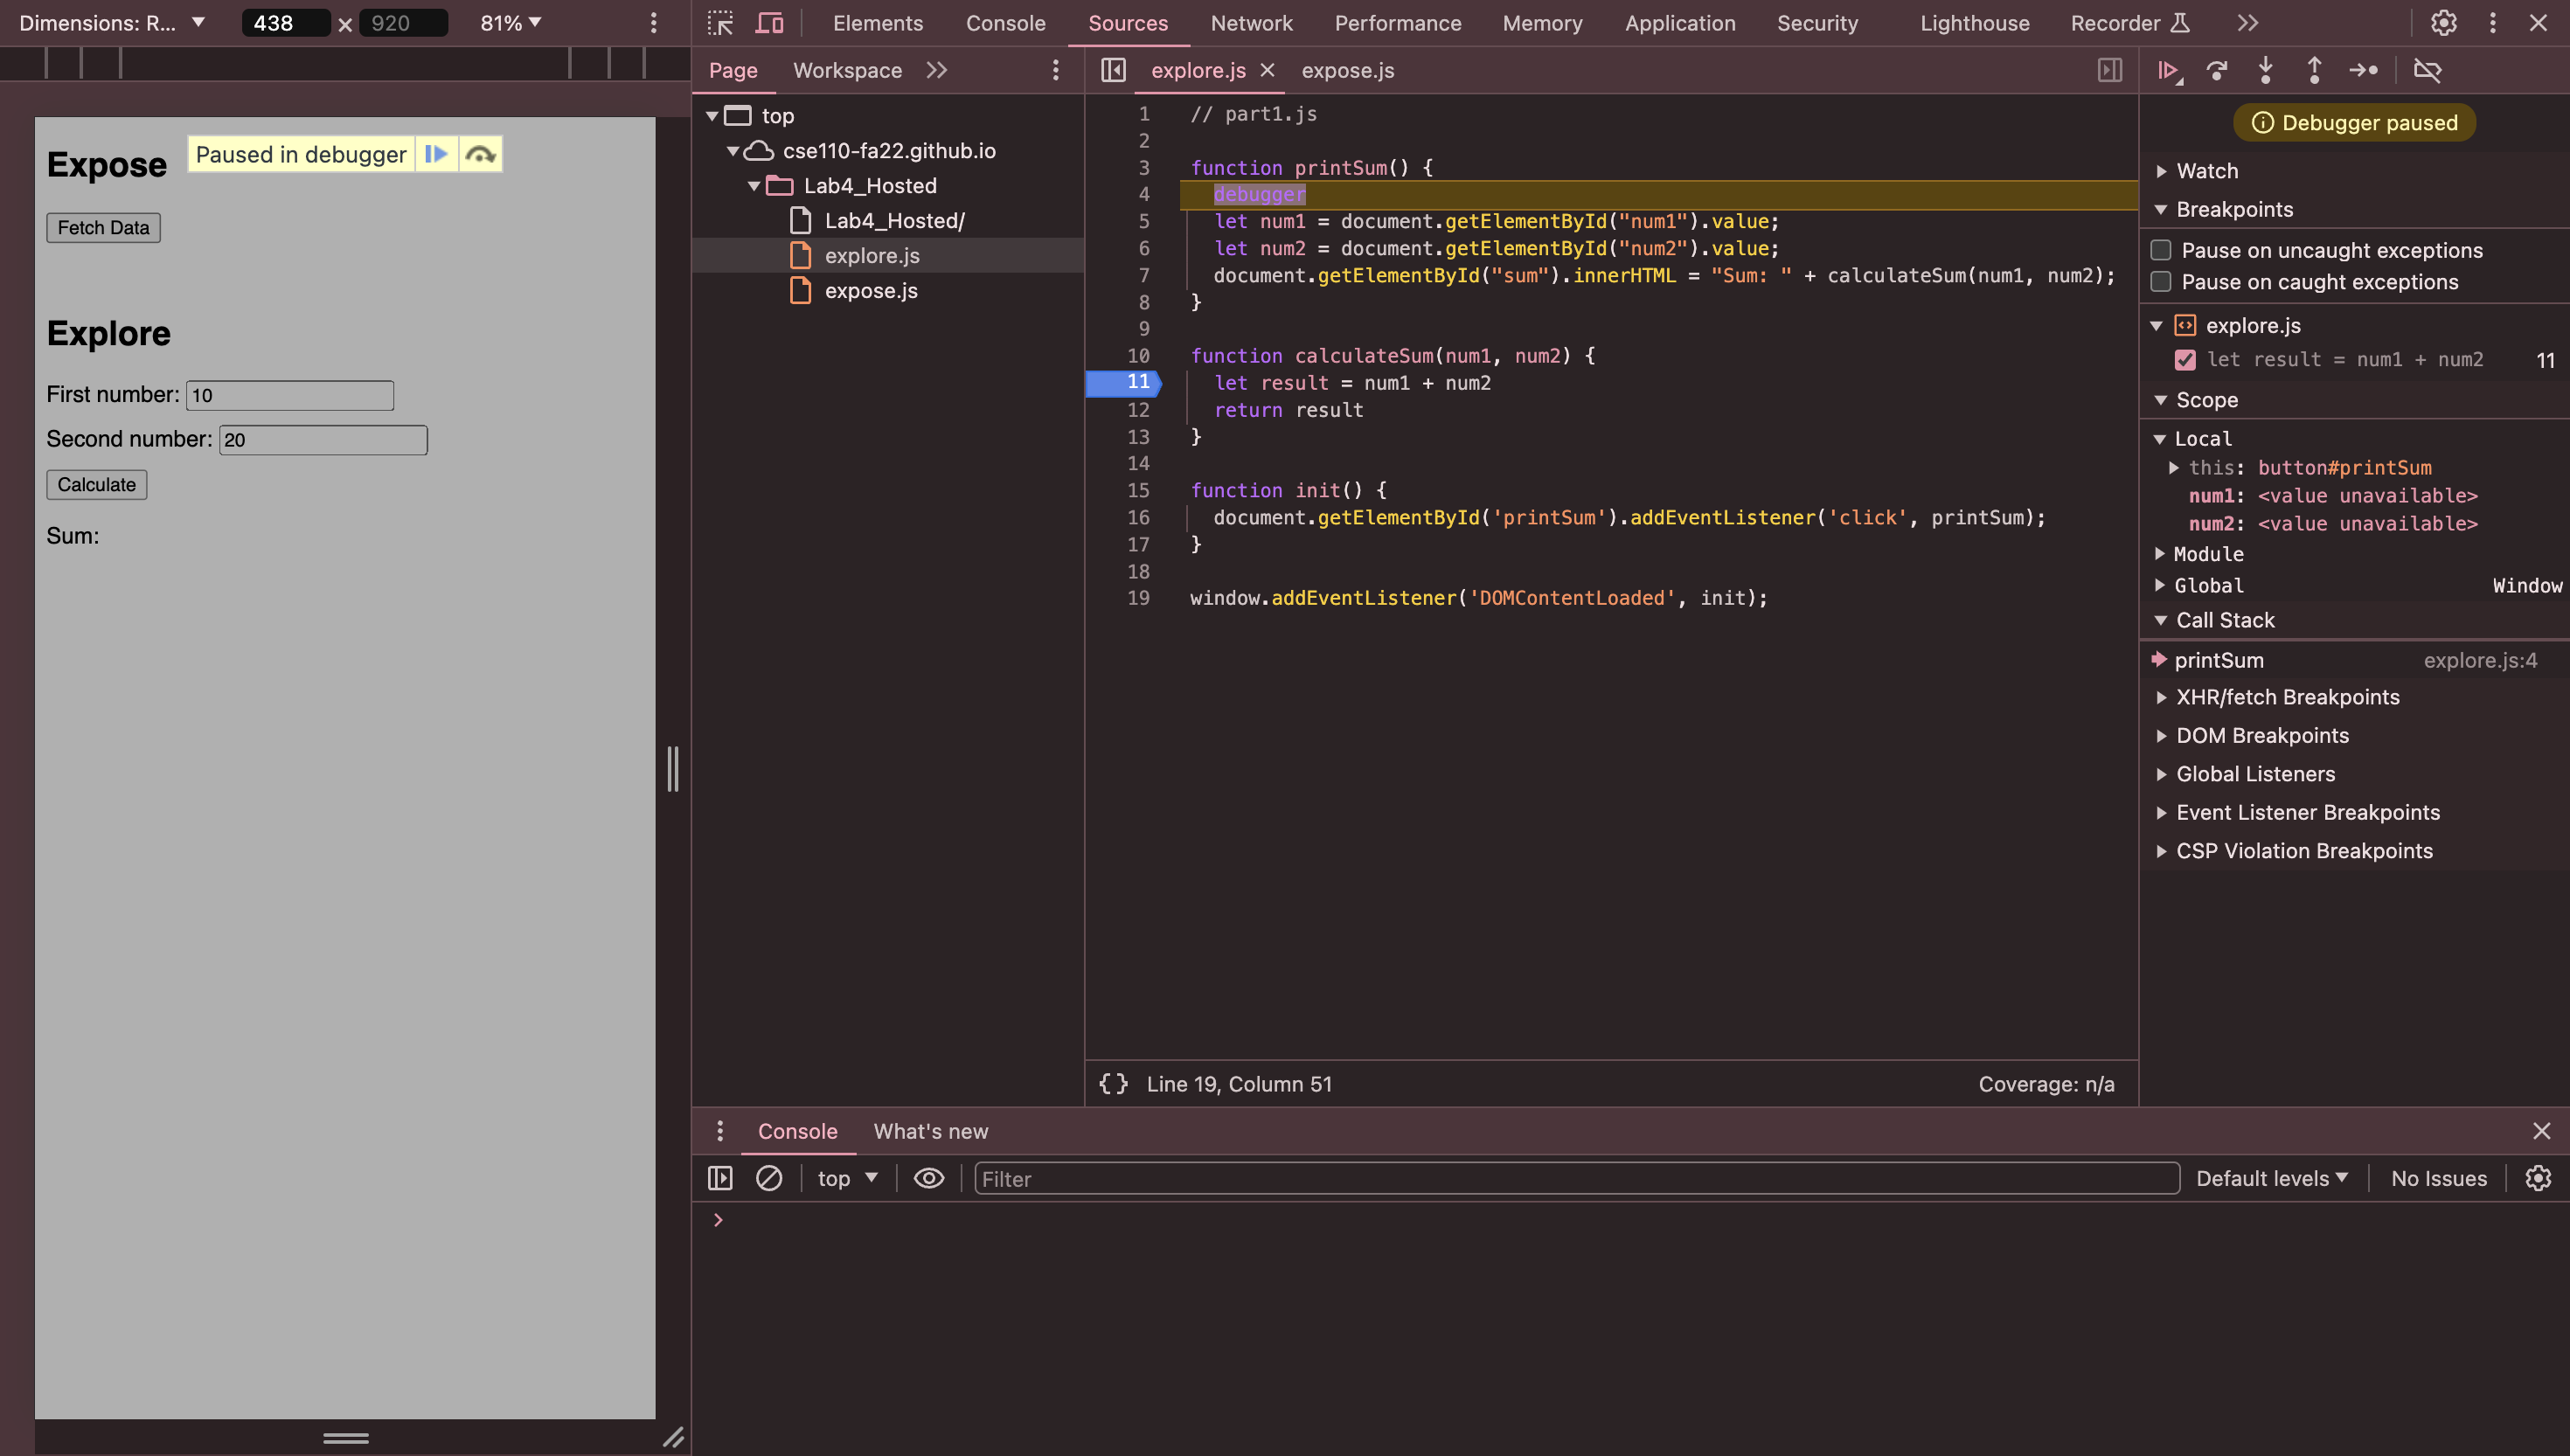 Dimensions: R... 438 × 920 81%
Elements Console Sources Network Performance Memory Application Security Lighthouse Recorder
Expose
Paused in debugger
Fetch Data
Explore
First number: 10
Second number: 20
Calculate
Sum:
Page Workspace
top
cse110-fa22.github.io
Lab4_Hosted
Lab4_Hosted/
explore.js
expose.js
explore.js expose.js
1 // part1.js
2
3 function printSum() {
4 debugger
5 let num1 = document.getElementById("num1").value;
6 let num2 = document.getElementById("num2").value;
7 document.getElementById("sum").innerHTML = "Sum: " + calculateSum(num1, num2);
8 }
9
10 function calculateSum(num1, num2) {
11 let result = num1 + num2
12 return result
13 }
14
15 function init() {
16 document.getElementById('printSum').addEventListener('click', printSum);
17 }
18
19 window.addEventListener('DOMContentLoaded', init);
{} Line 19, Column 51 Coverage: n/a
Debugger paused
Watch
Breakpoints
Pause on uncaught exceptions
Pause on caught exceptions
explore.js
let result = num1 + num2 11
Scope
Local
this: button#printSum
num1: <value unavailable>
num2: <value unavailable>
Module
Global Window
Call Stack
printSum explore.js:4
XHR/fetch Breakpoints
DOM Breakpoints
Global Listeners
Event Listener Breakpoints
CSP Violation Breakpoints
Console What's new
top Filter Default levels No Issues